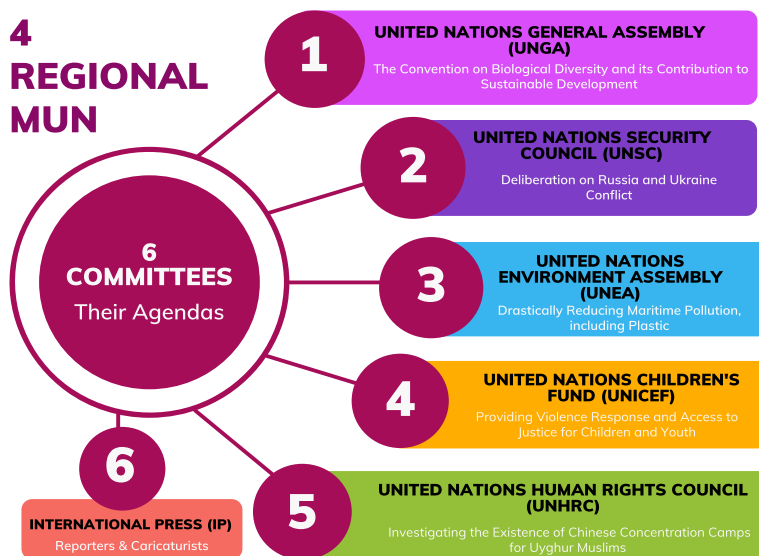 4
REGIONAL
MUN
6
COMMITTEES
Their Agendas
1
UNITED NATIONS GENERAL ASSEMBLY
(UNGA)
The Convention on Biological Diversity and its Contribution to
Sustainable Development
2
UNITED NATIONS SECURITY
COUNCIL (UNSC)
Deliberation on Russia and Ukraine
Conflict
3
UNITED NATIONS
ENVIRONMENT ASSEMBLY
(UNEA)
Drastically Reducing Maritime Pollution,
including Plastic
4
UNITED NATIONS CHILDREN'S
FUND (UNICEF)
Providing Violence Response and Access to
Justice for Children and Youth
5
UNITED NATIONS HUMAN RIGHTS COUNCIL
(UNHRC)
Investigating the Existence of Chinese Concentration Camps
for Uyghur Muslims
6
INTERNATIONAL PRESS (IP)
Reporters & Caricaturists